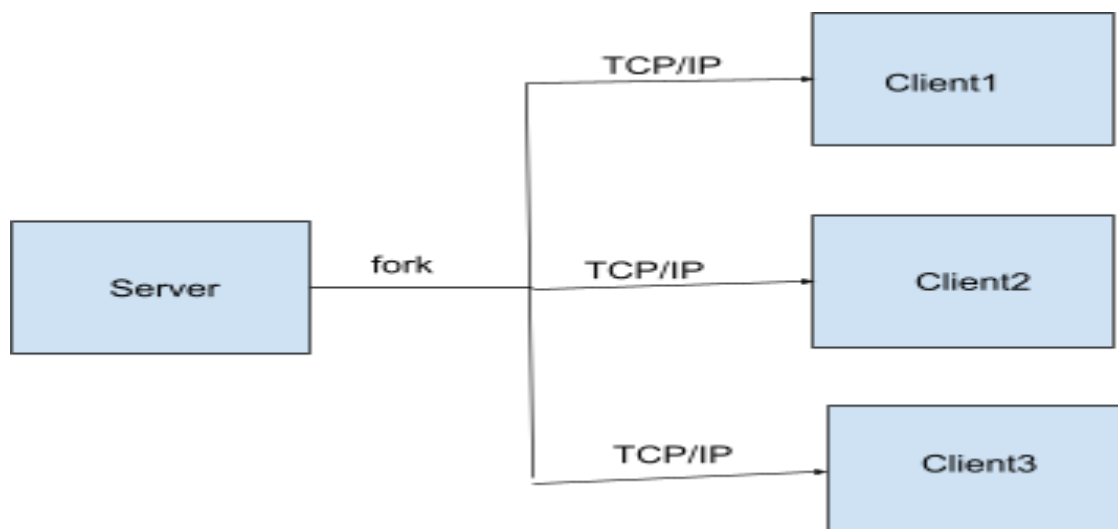 TCP/IP
Client1
Server
fork
TCP/IP
Client2
TCP/IP
Client3